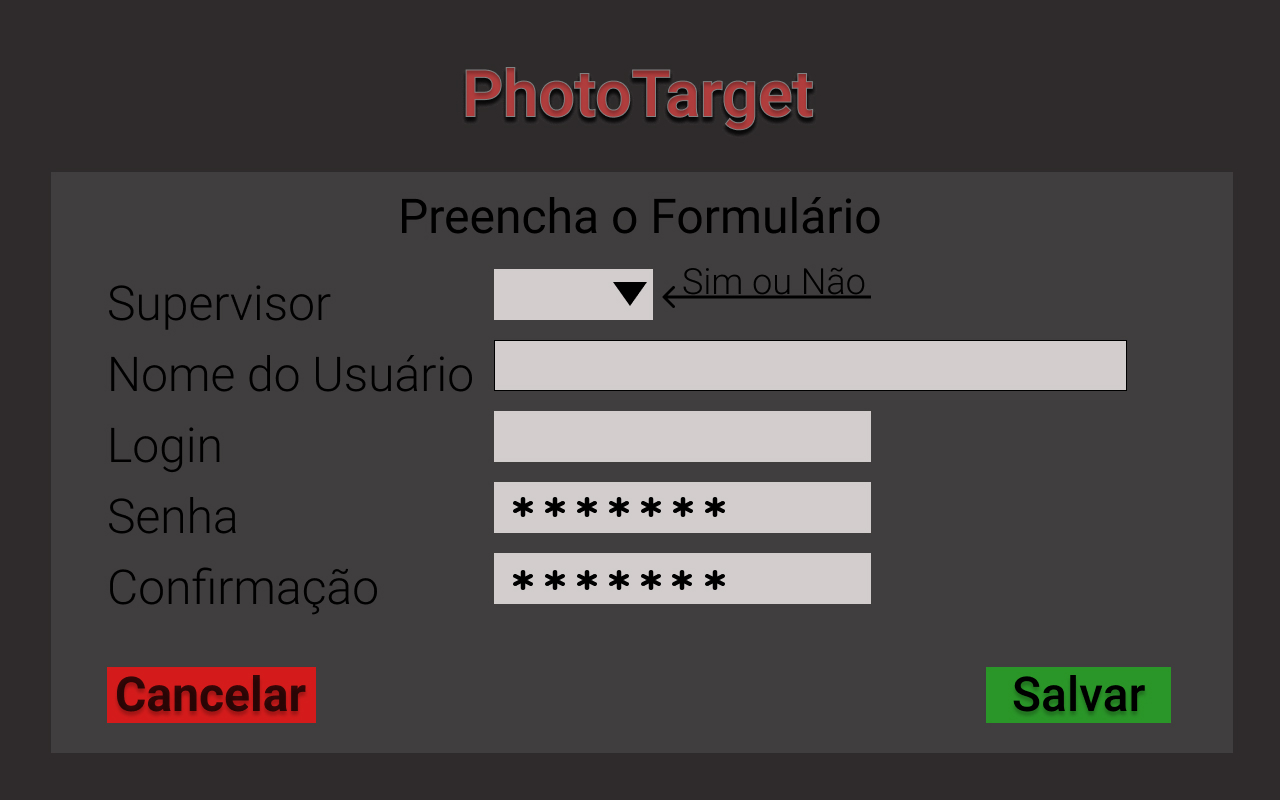 PhotoTarget
Preencha o Formulário
Supervisor
Sim ou Não
Nome do Usuário
Login
Senha * * * * * * *
Confirmação * * * * * * *
Cancelar
Salvar